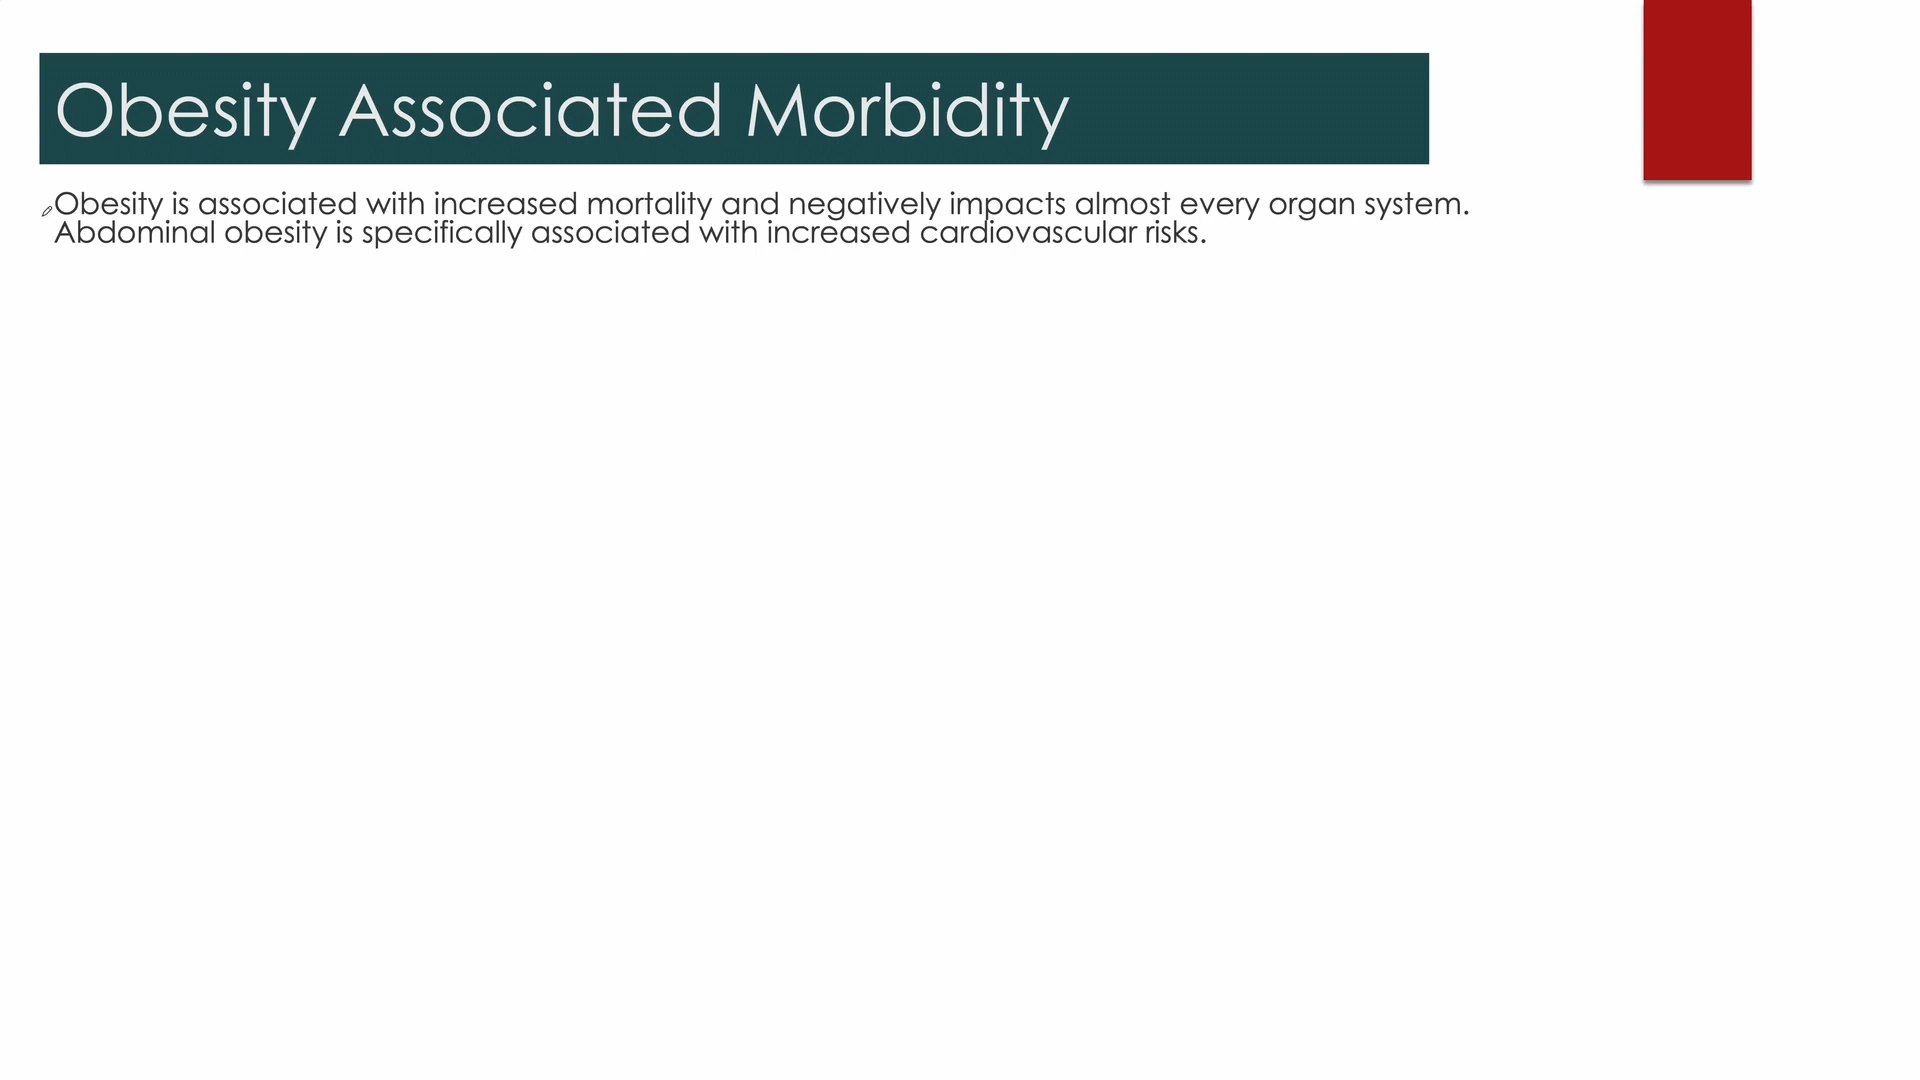 Obesity Associated Morbidity
Obesity is associated with increased mortality and negatively impacts almost every organ system.
Abdominal obesity is specifically associated with increased cardiovascular risks.